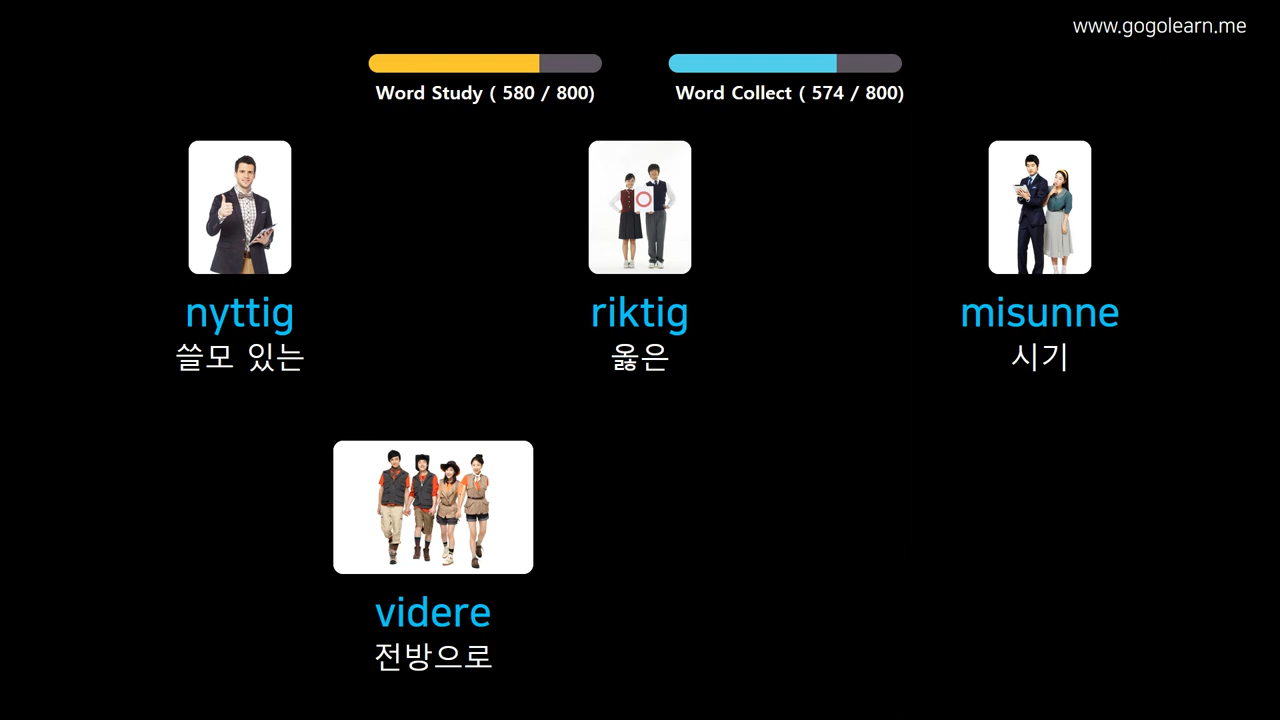 www.gogolearn.me
Word Study ( 580 / 800)
Word Collect ( 574 / 800)
nyttig
쓸모 있는
riktig
옳은
misunne
시기
videre
전방으로